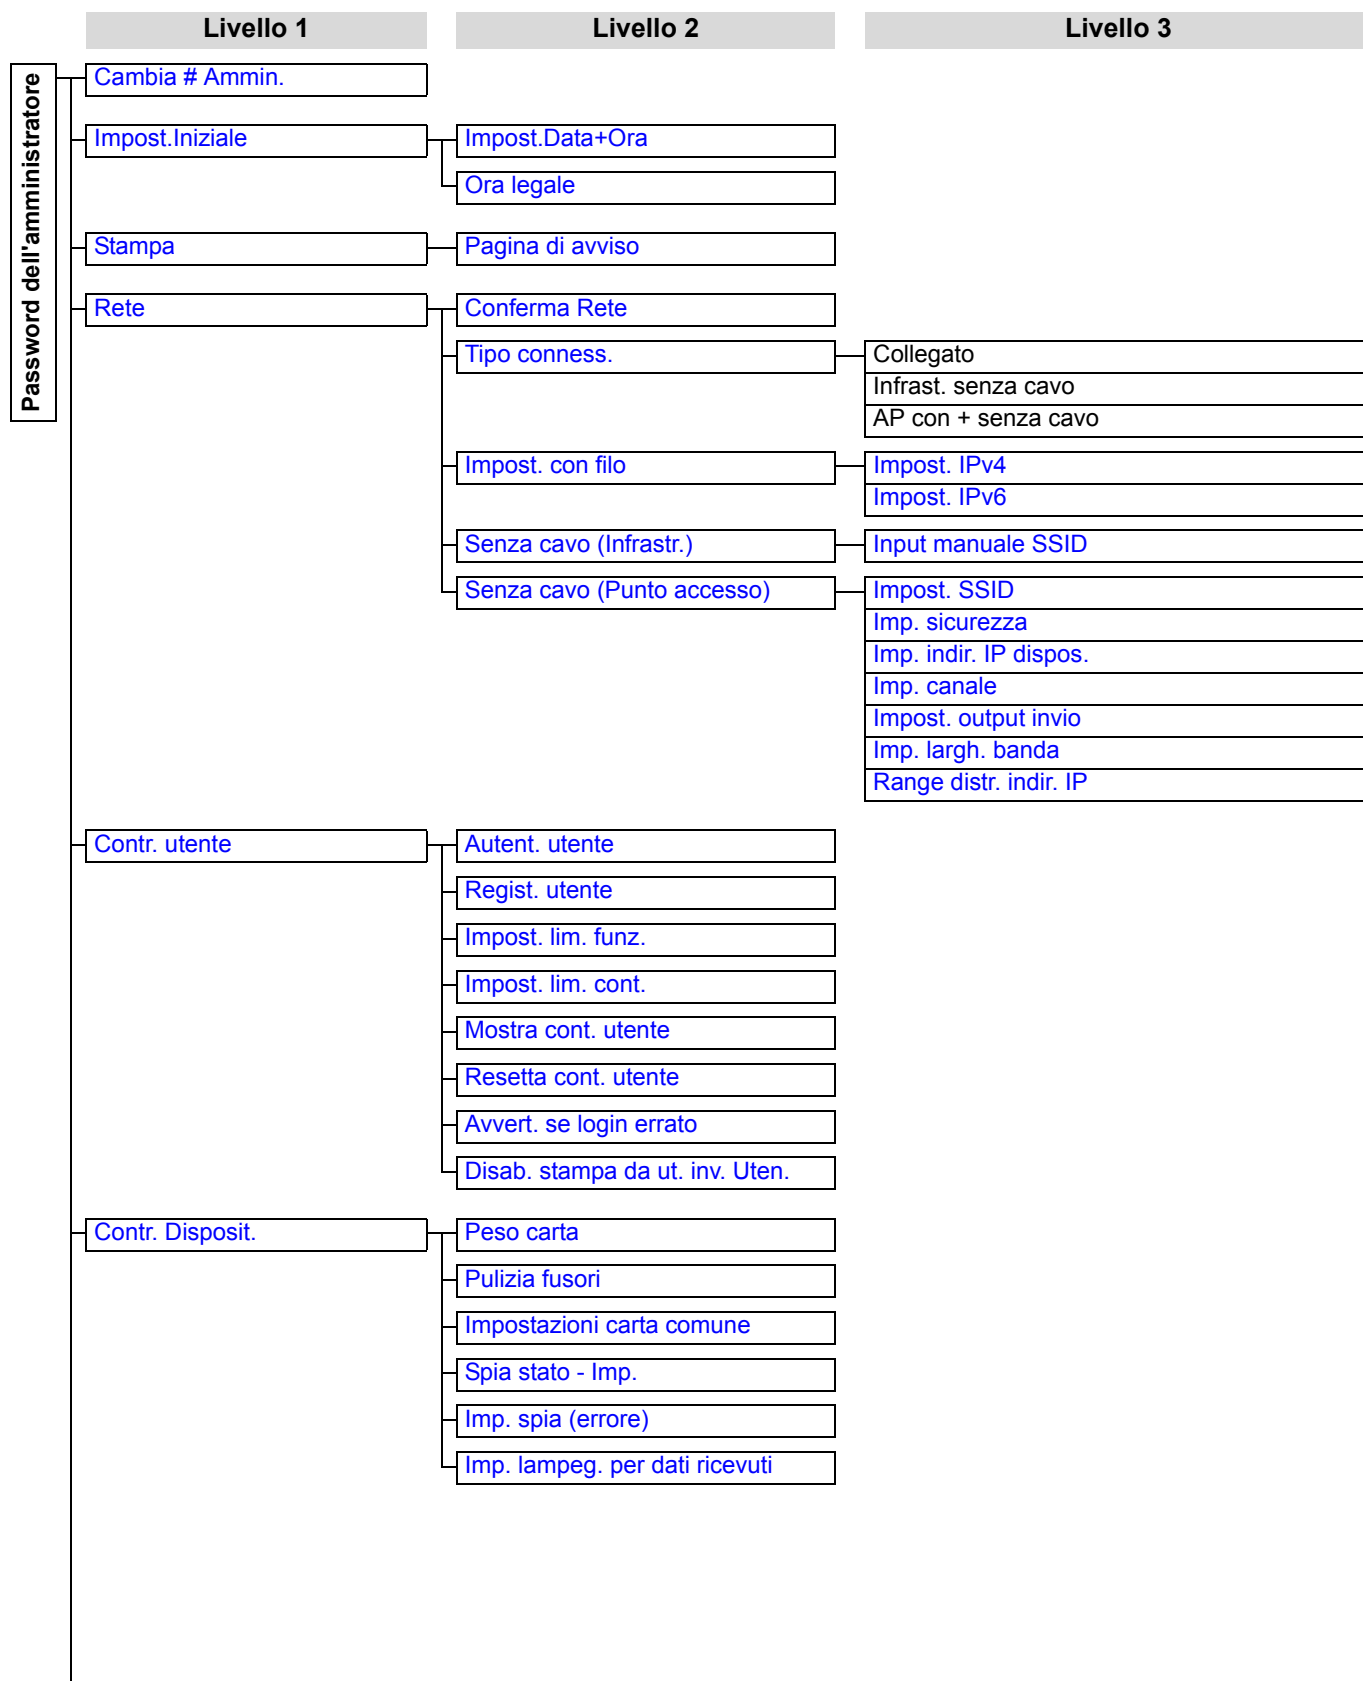 Livello 1 Livello 2 Livello 3
Password dell'amministratore
Cambia # Ammin.
Impost.Iniziale Impost.Data+Ora
Ora legale
Stampa Pagina di avviso
Rete Conferma Rete
Tipo conness. Collegato
Infrast. senza cavo
AP con + senza cavo
Impost. con filo Impost. IPv4
Impost. IPv6
Senza cavo (Infrastr.) Input manuale SSID
Senza cavo (Punto accesso) Impost. SSID
Imp. sicurezza
Imp. indir. IP dispos.
Imp. canale
Impost. output invio
Imp. largh. banda
Range distr. indir. IP
Contr. utente Autent. utente
Regist. utente
Impost. lim. funz.
Impost. lim. cont.
Mostra cont. utente
Resetta cont. utente
Avvert. se login errato
Disab. stampa da ut. inv. Uten.
Contr. Disposit. Peso carta
Pulizia fusori
Impostazioni carta comune
Spia stato - Imp.
Imp. spia (errore)
Imp. lampeg. per dati ricevuti